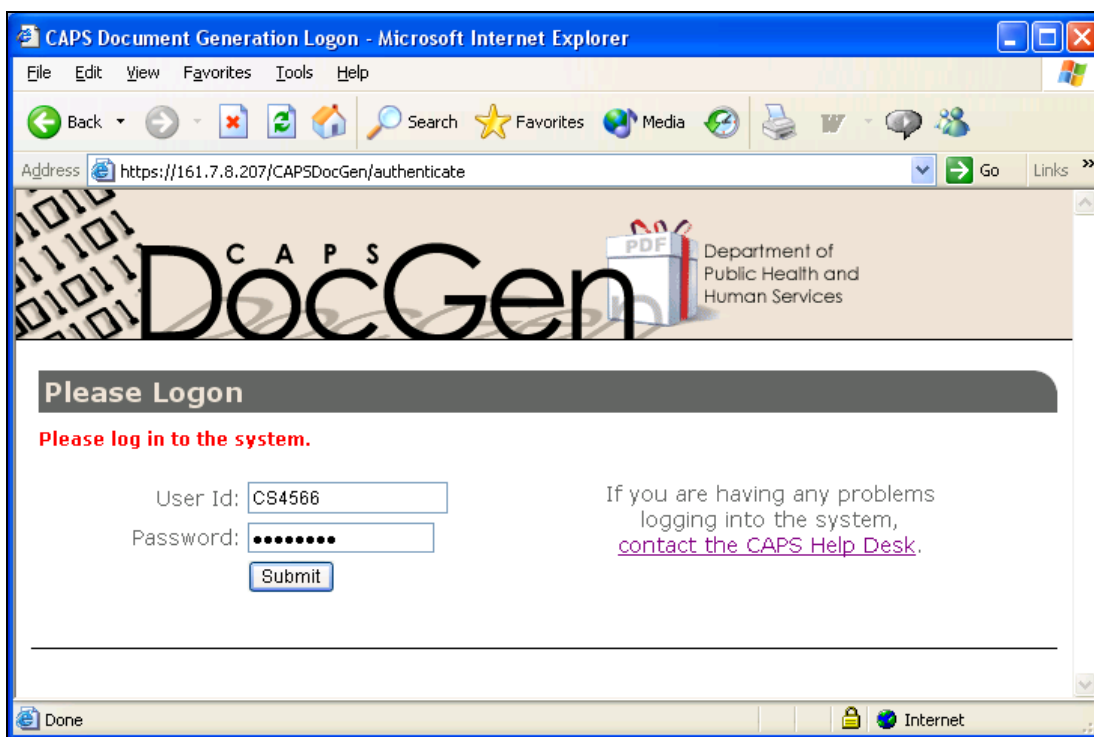 CAPS Document Generation Logon - Microsoft Internet Explorer
File Edit View Favorites Tools Help
Back Search Favorites Media W
Address https://161.7.8.207/CAPSDocGen/authenticate Go Links »
CAPS
DocGen
PDF
Department of
Public Health and
Human Services
Please Logon
Please log in to the system.
User Id: CS4566
Password: ••••••••
Submit
If you are having any problems
logging into the system,
contact the CAPS Help Desk.
Done Internet